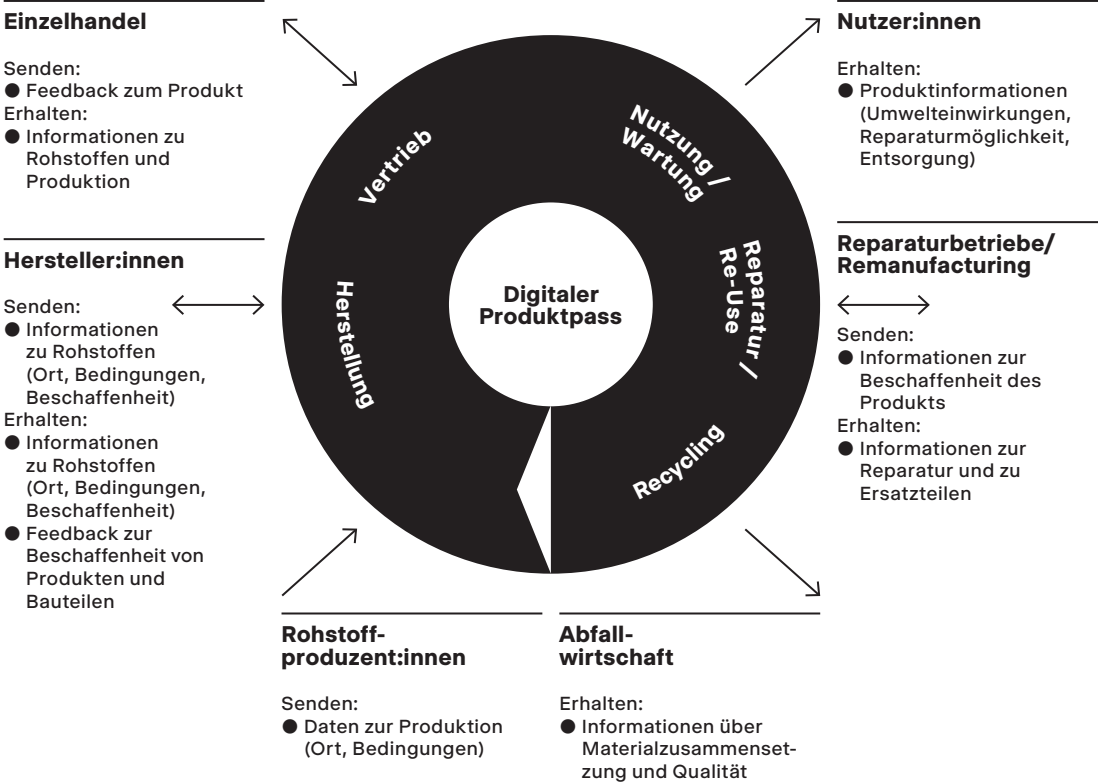 Einzelhandel
Senden:
● Feedback zum Produkt
Erhalten:
● Informationen zu
Rohstoffen und
Produktion
Hersteller:innen
Senden:
● Informationen
zu Rohstoffen
(Ort, Bedingungen,
Beschaffenheit)
Erhalten:
● Informationen
zu Rohstoffen
(Ort, Bedingungen,
Beschaffenheit)
● Feedback zur
Beschaffenheit von
Produkten und
Bauteilen
Vertrieb
Herstellung
Digitaler
Produktpass
Nutzung /
Wartung
Reparatur /
Re-Use
Recycling
Nutzer:innen
Erhalten:
● Produktinformationen
(Umwelteinwirkungen,
Reparaturmöglichkeit,
Entsorgung)
Reparaturbetriebe/
Remanufacturing
Senden:
● Informationen zur
Beschaffenheit des
Produkts
Erhalten:
● Informationen zur
Reparatur und zu
Ersatzteilen
Rohstoff-
produzent:innen
Senden:
● Daten zur Produktion
(Ort, Bedingungen)
Abfall-
wirtschaft
Erhalten:
● Informationen über
Materialzusammenset-
zung und Qualität